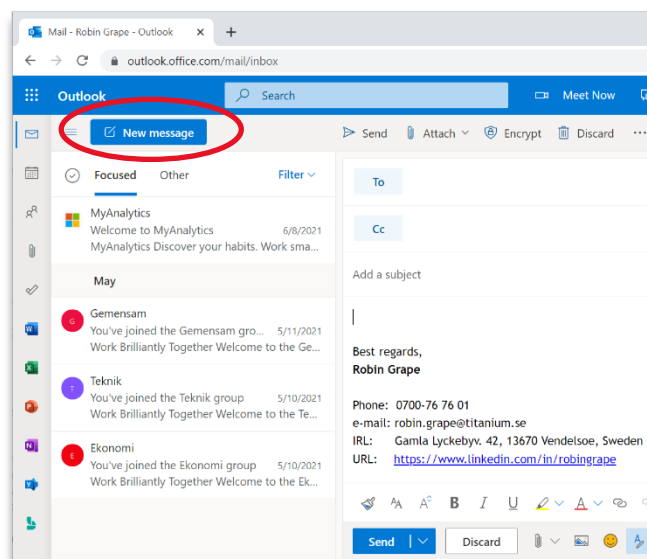 Mail - Robin Grape - Outlook
outlook.office.com/mail/inbox
Outlook
Search
Meet Now
New message
Send
Attach
Encrypt
Discard
Focused
Other
Filter
To
MyAnalytics
Welcome to MyAnalytics 6/8/2021
MyAnalytics Discover your habits. Work sma...
Cc
May
Add a subject
Gemensam
You've joined the Gemensam gro... 5/11/2021
Work Brilliantly Together Welcome to the Ge...
Teknik
You've joined the Teknik group 5/10/2021
Work Brilliantly Together Welcome to the Te...
Ekonomi
You've joined the Ekonomi group 5/10/2021
Work Brilliantly Together Welcome to the Ek...
Best regards,
Robin Grape
Phone: 0700-76 76 01
e-mail: robin.grape@titanium.se
IRL: Gamla Lyckebyv. 42, 13670 Vendelsoe, Sweden
URL: https://www.linkedin.com/in/robingrape
Send
Discard